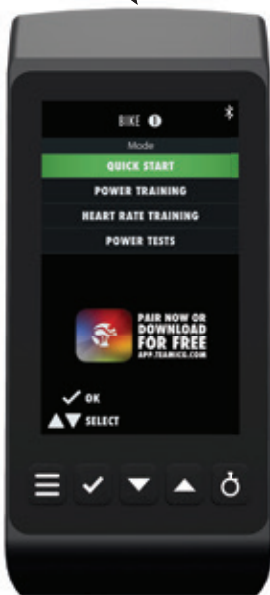 BIKE 1
Mode
QUICK START
POWER TRAINING
HEART RATE TRAINING
POWER TESTS
PAIR NOW OR
DOWNLOAD
FOR FREE
APP.TEAMICG.COM
OK
SELECT